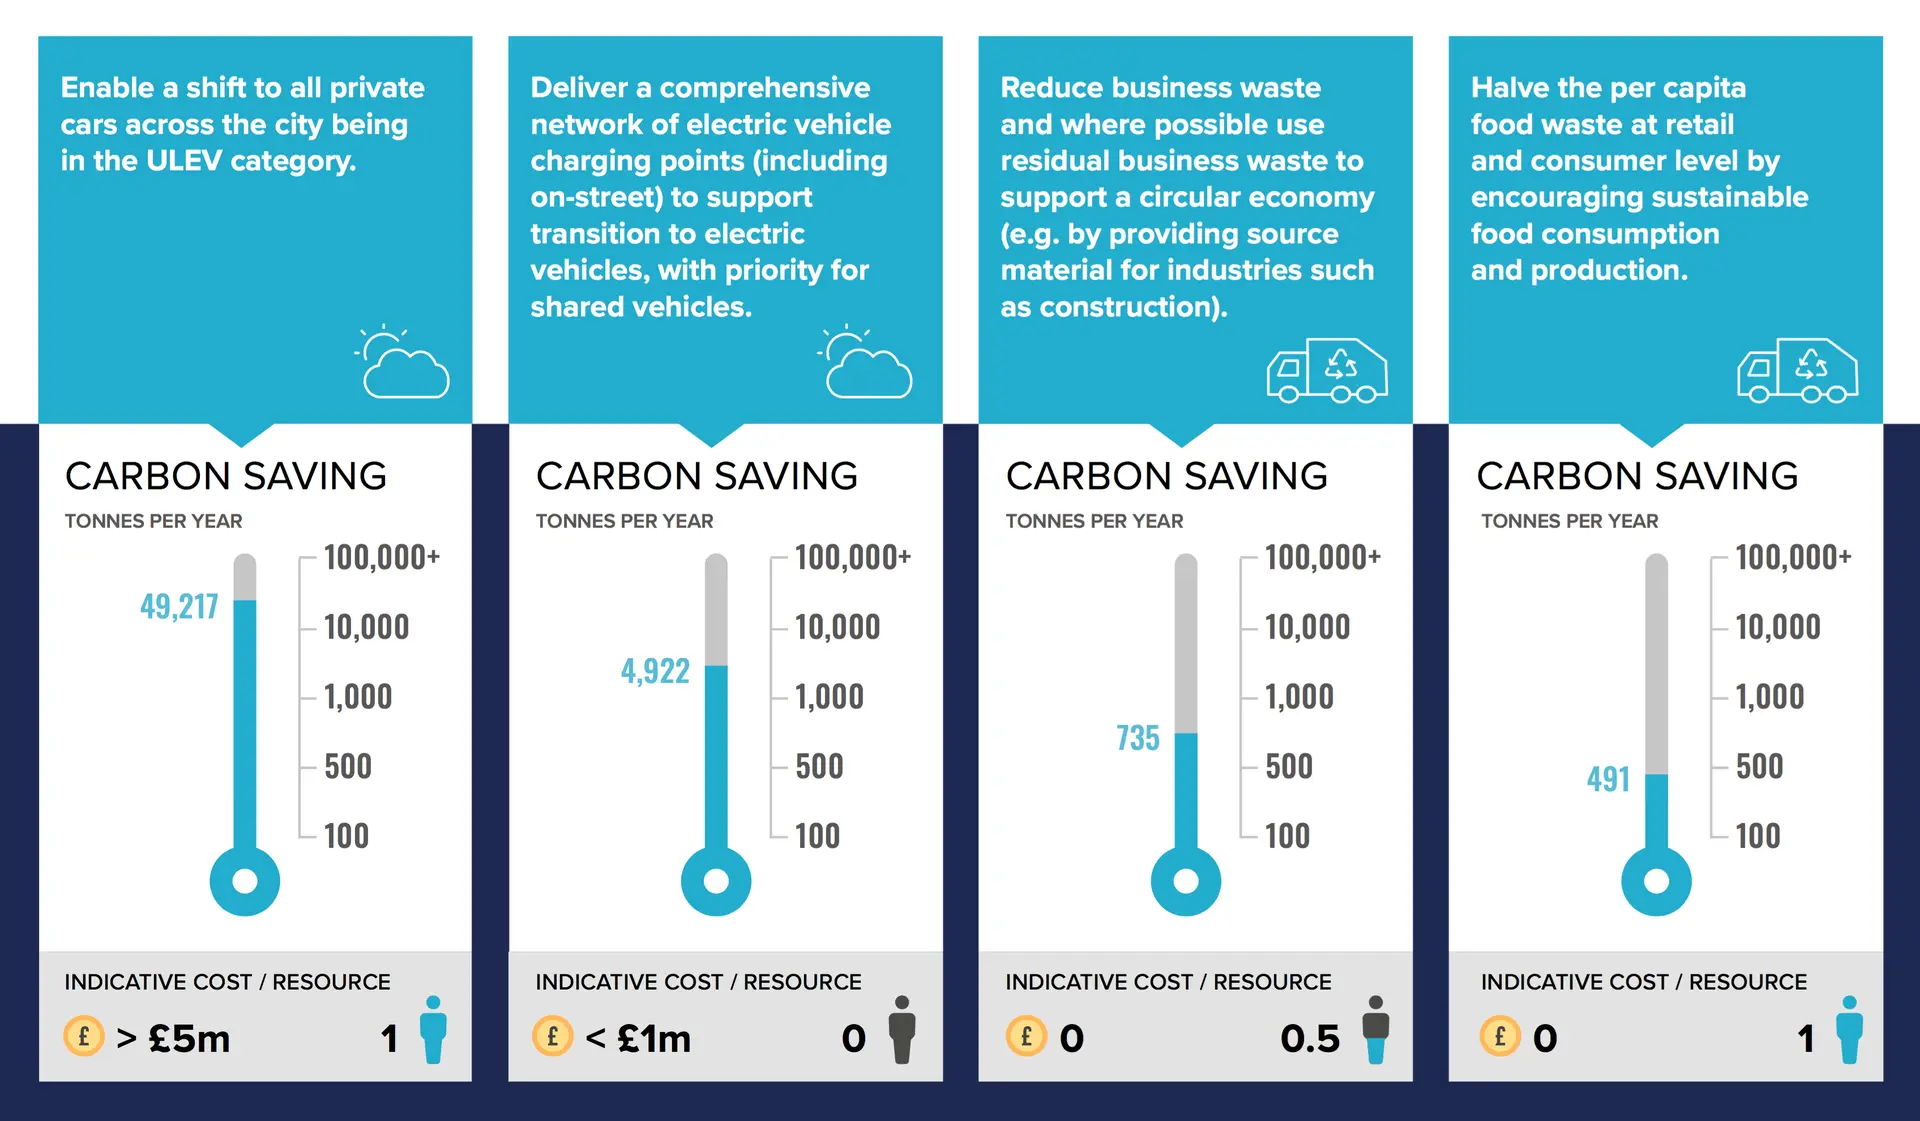 Enable a shift to all private
cars across the city being
in the ULEV category.
CARBON SAVING
TONNES PER YEAR
49,217
100,000+
10,000
1,000
500
100
INDICATIVE COST / RESOURCE
£ > £5m
1
Deliver a comprehensive
network of electric vehicle
charging points (including
on-street) to support
transition to electric
vehicles, with priority for
shared vehicles.
CARBON SAVING
TONNES PER YEAR
4,922
100,000+
10,000
1,000
500
100
INDICATIVE COST / RESOURCE
£ < £1m
0
Reduce business waste
and where possible use
residual business waste to
support a circular economy
(e.g. by providing source
material for industries such
as construction).
CARBON SAVING
TONNES PER YEAR
735
100,000+
10,000
1,000
500
100
INDICATIVE COST / RESOURCE
£ 0
0.5
Halve the per capita
food waste at retail
and consumer level by
encouraging sustainable
food consumption
and production.
CARBON SAVING
TONNES PER YEAR
491
100,000+
10,000
1,000
500
100
INDICATIVE COST / RESOURCE
£ 0
1